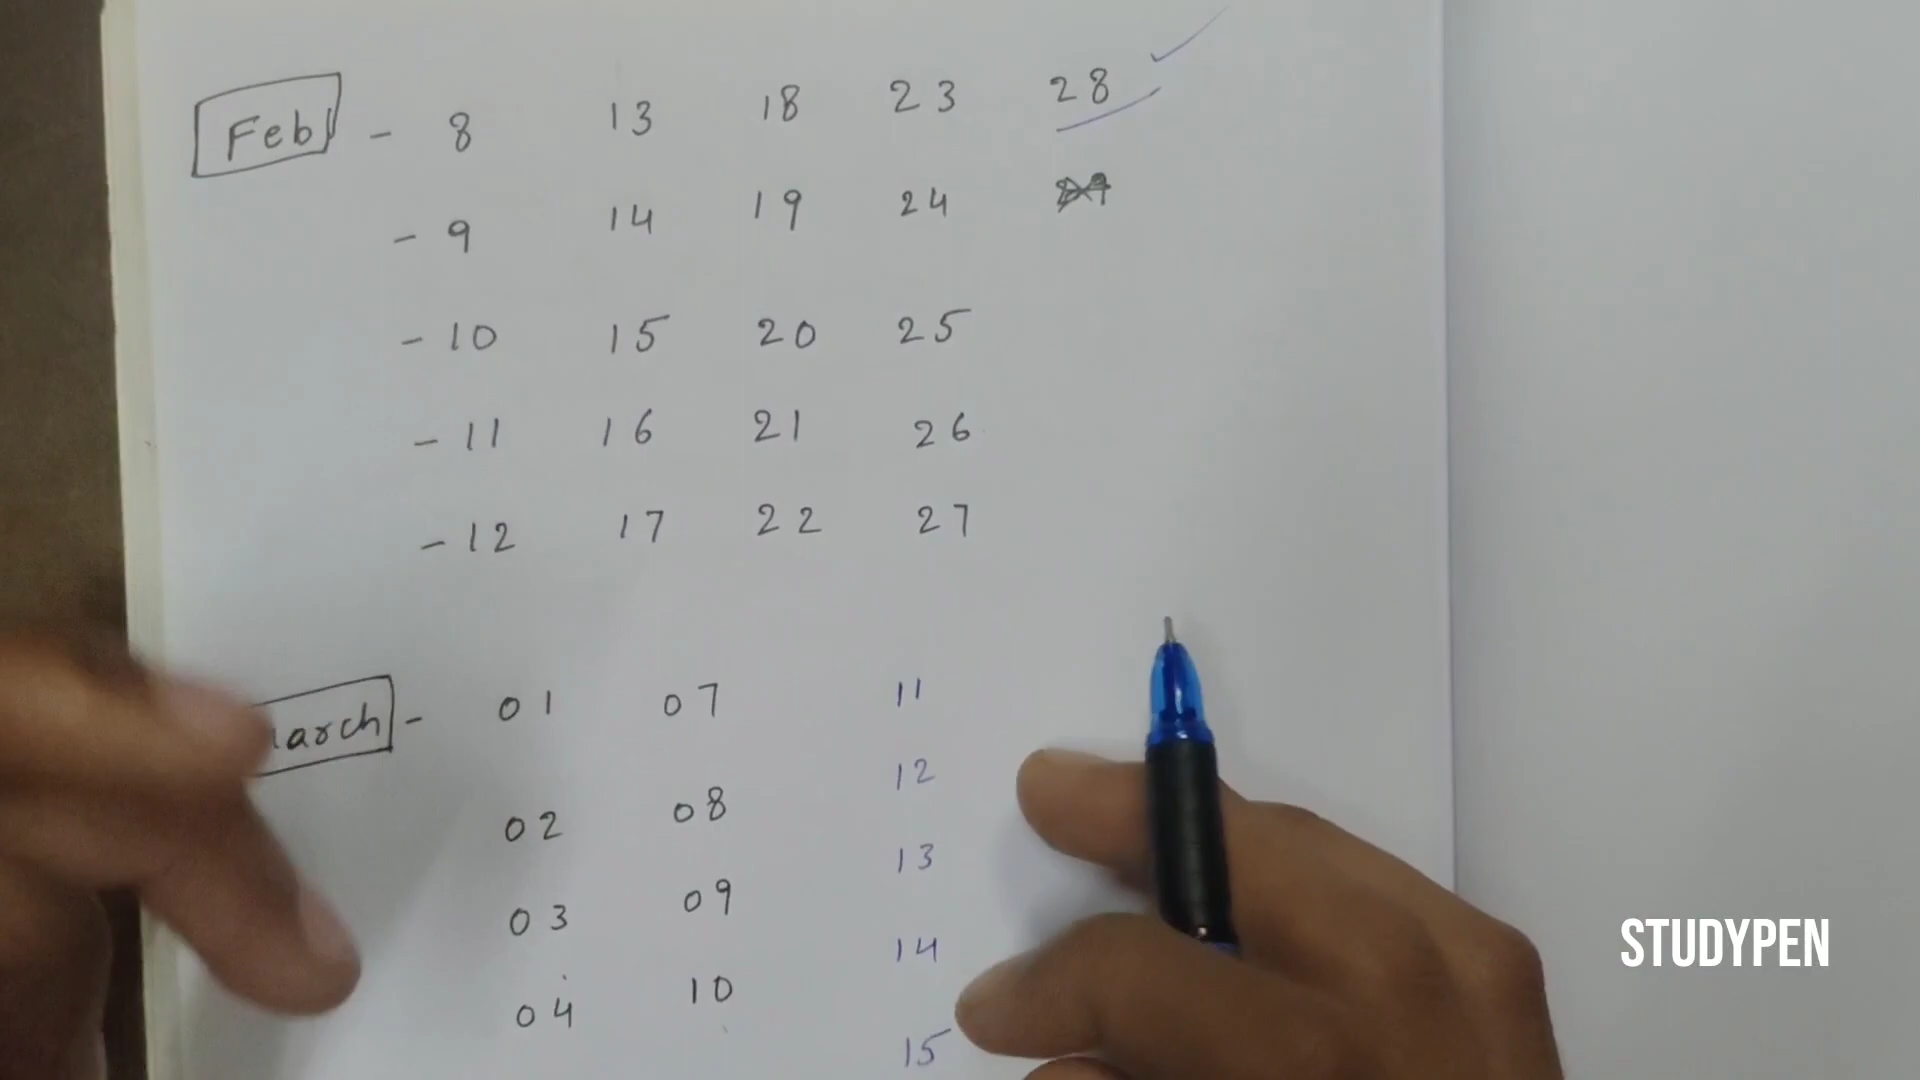 Feb - 8 13 18 23 28
- 9 14 19 24
- 10 15 20 25
- 11 16 21 26
- 12 17 22 27
arch - 01 07 11
02 08 12
03 09 13
04 10 14
15
STUDYPEN